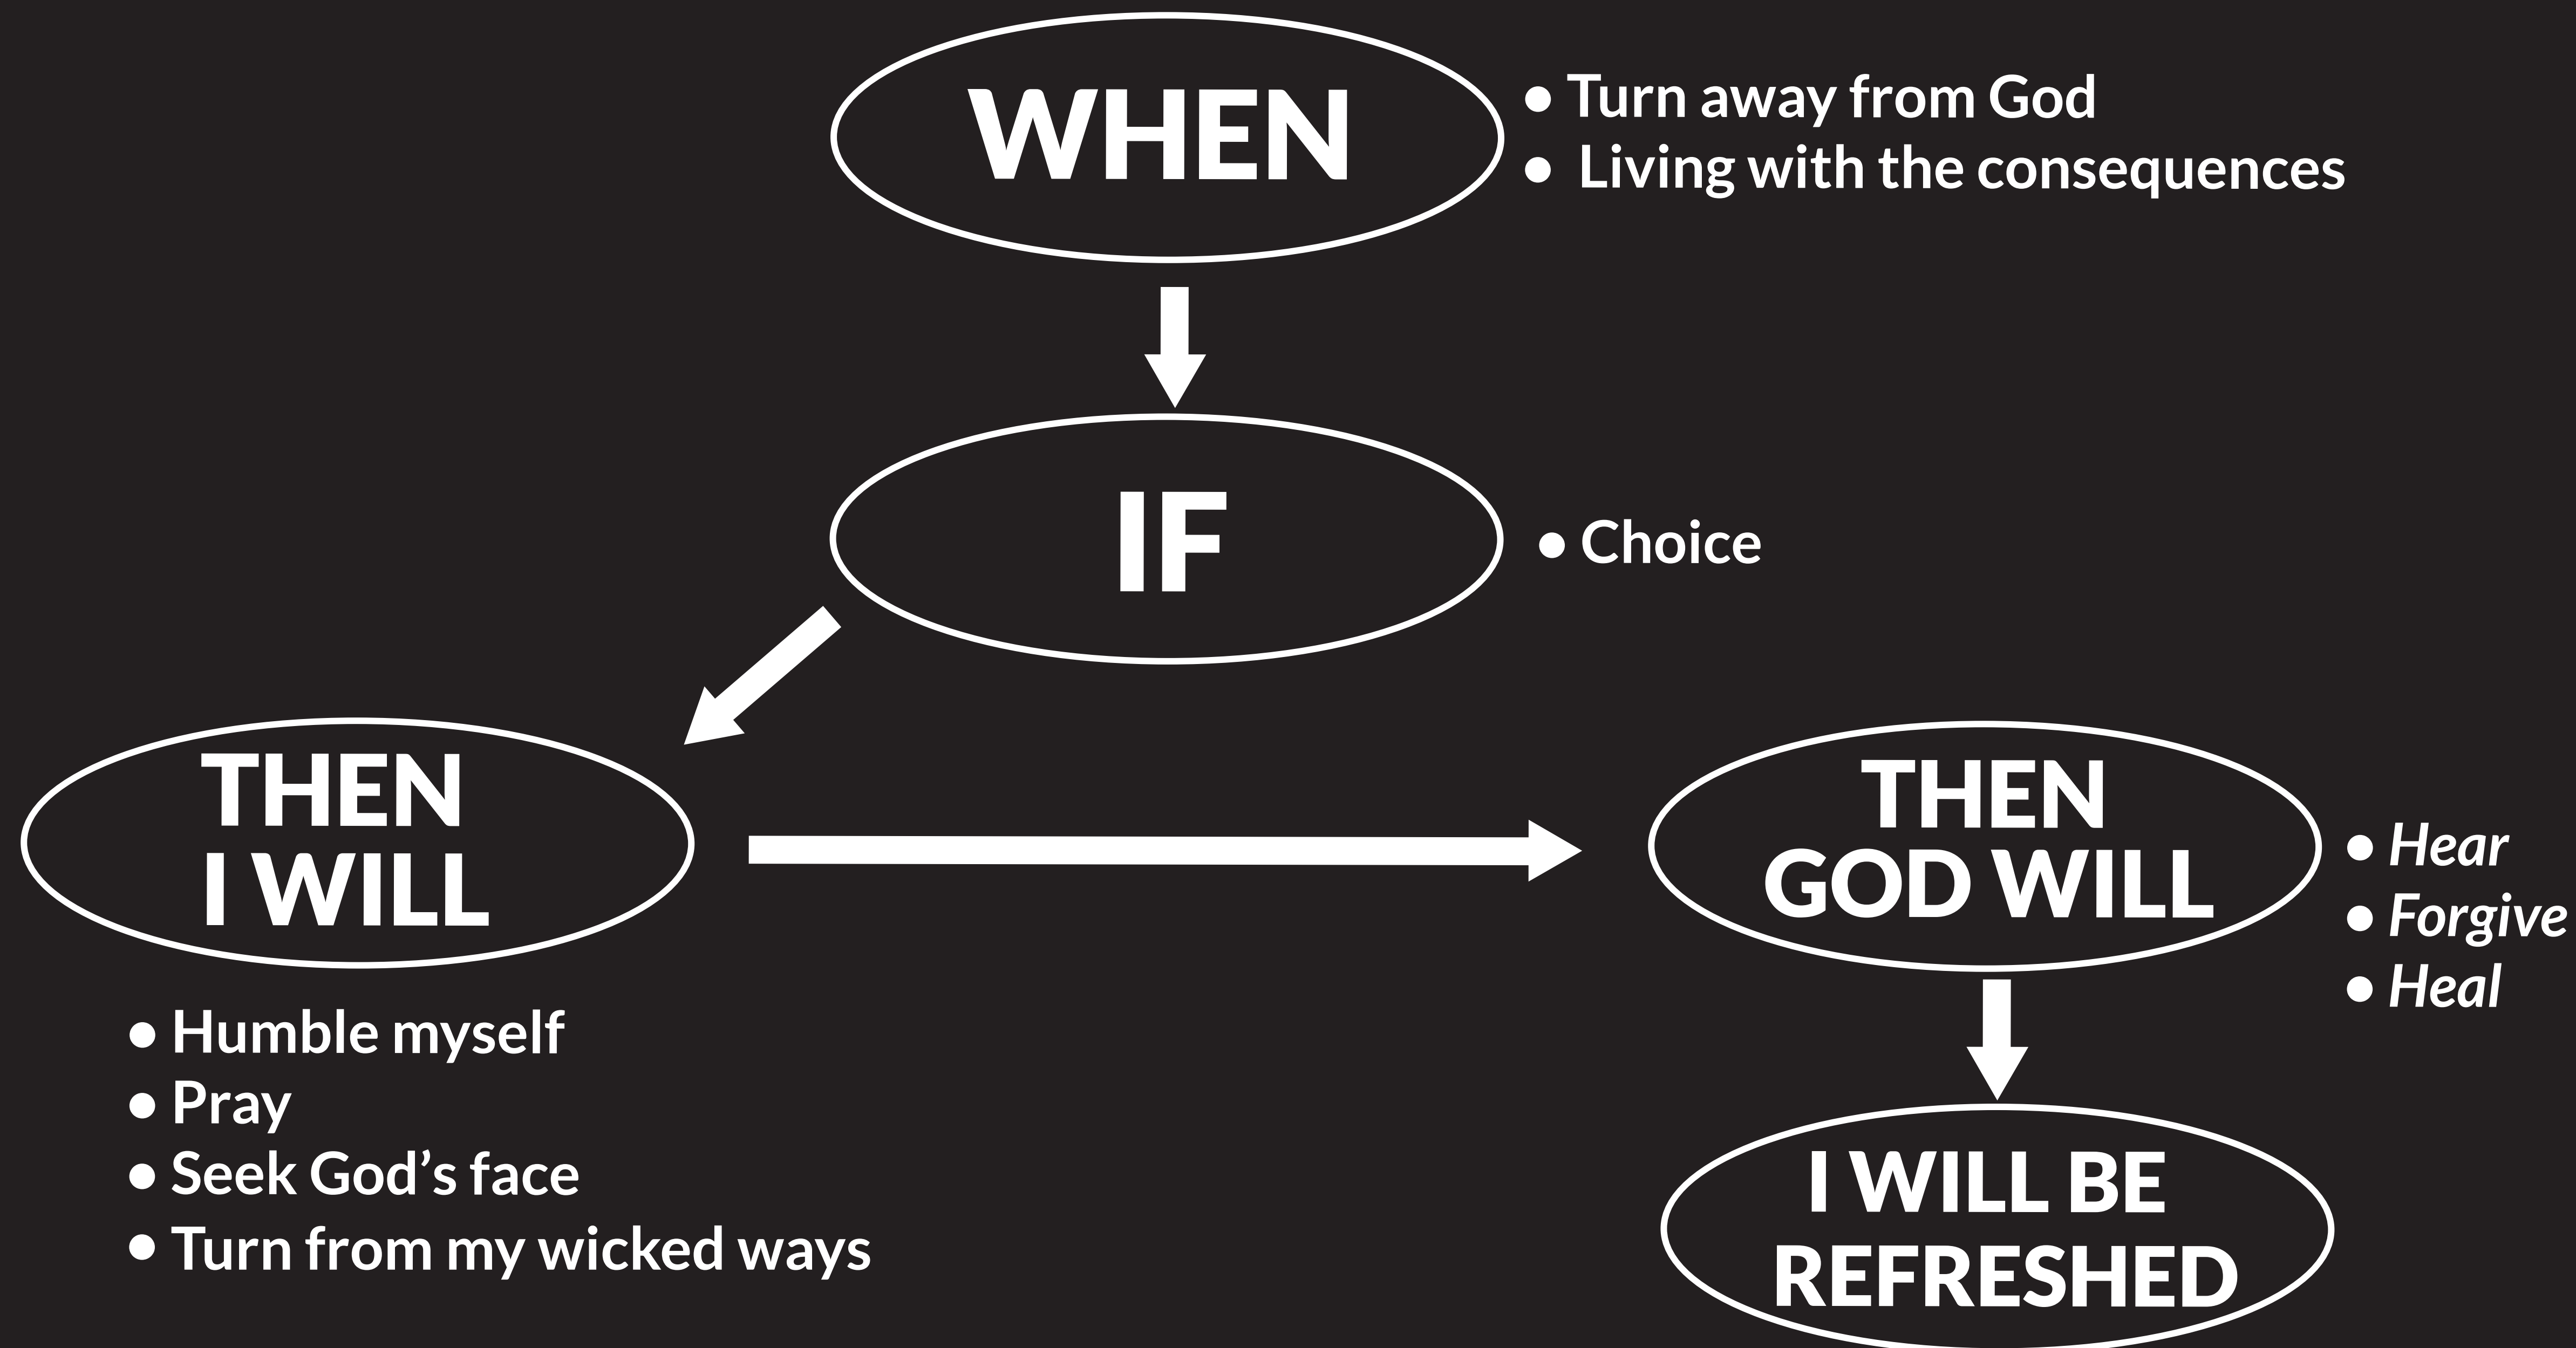 WHEN
• Turn away from God
• Living with the consequences
IF
• Choice
THEN
I WILL
• Humble myself
• Pray
• Seek God’s face
• Turn from my wicked ways
THEN
GOD WILL
• Hear
• Forgive
• Heal
I WILL BE
REFRESHED